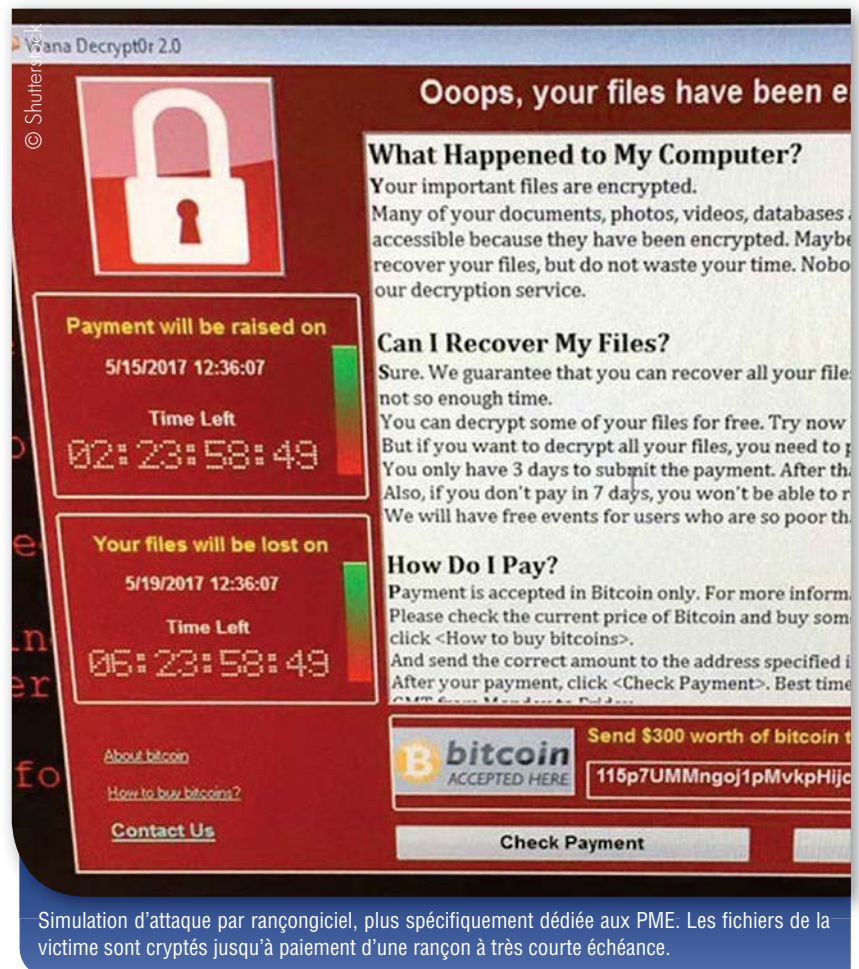 © Shutterstock
Wana Decrypt0r 2.0
Ooops, your files have been
What Happened to My Computer?
Your important files are encrypted.
Many of your documents, photos, videos, databases
accessible because they have been encrypted. Maybe
recover your files, but do not waste your time.
our decryption service.
Payment will be raised on
5/15/2017 12:36:07
Time Left
02:23:58:49
Can I Recover My Files?
Sure. We guarantee that you can recover all your
not so enough time.
You can decrypt some of your files for free. Try now
But if you want to decrypt all your files, you need to
You only have 3 days to submit the payment. After
Also, if you don't pay in 7 days, you won't be able to
We will have free events for users who are so poor
Your files will be lost on
5/19/2017 12:36:07
Time Left
06:23:58:49
How Do I Pay?
Payment is accepted in Bitcoin only. For more
Please check the current price of Bitcoin and buy
click <How to buy bitcoins>.
And send the correct amount to the address specified
After your payment, click <Check Payment>. Best time
About bitcoin
How to buy bitcoins?
Contact Us
bitcoin
ACCEPTED HERE
Send $300 worth of bitcoin
115p7UMMngoj1pMvkpHijc
Check Payment
Simulation d'attaque par rançongiciel, plus spécifiquement dédiée aux PME. Les fichiers de la
victime sont cryptés jusqu'à paiement d'une rançon à très courte échéance.